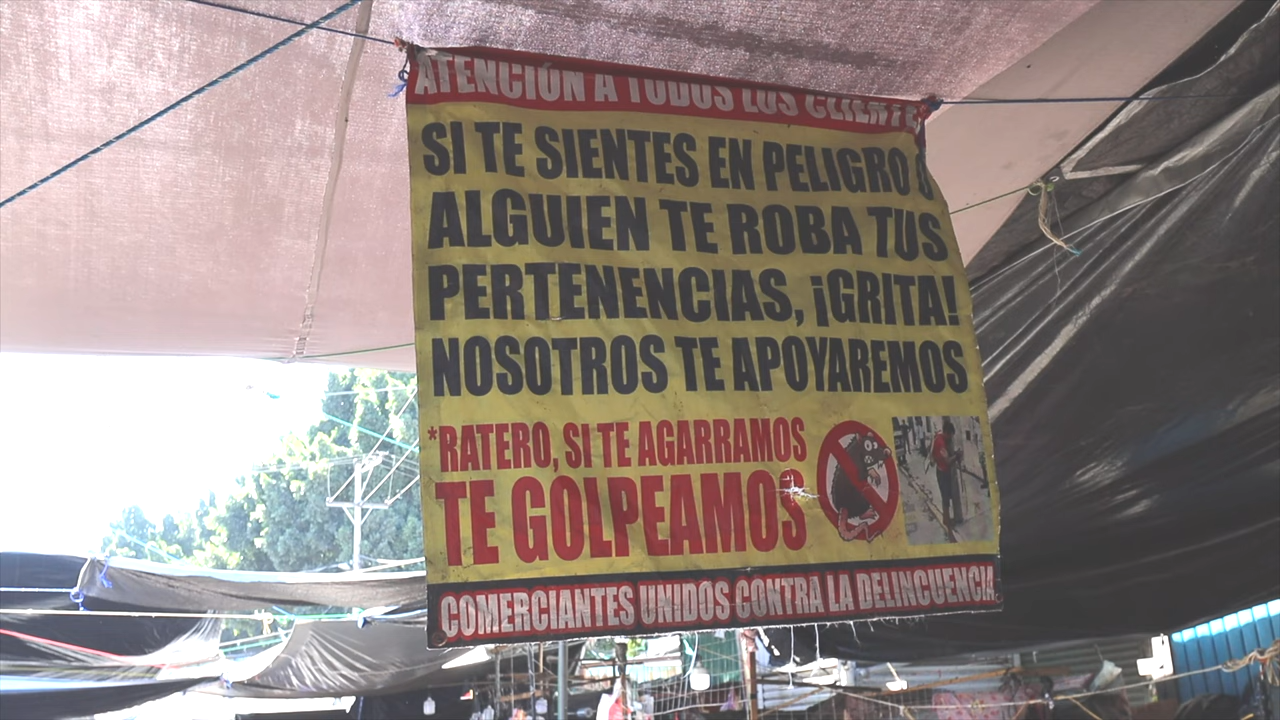 ATENCIÓN A TODOS LOS CLIENTES
SI TE SIENTES EN PELIGRO O
ALGUIEN TE ROBA TUS
PERTENENCIAS, ¡GRITA!
NOSOTROS TE APOYAREMOS
*RATERO, SI TE AGARRAMOS
TE GOLPEAMOS
COMERCIANTES UNIDOS CONTRA LA DELINCUENCIA